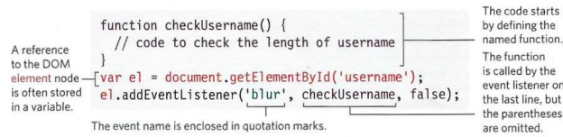 The code starts
by defining the
named function.
The function
is called by the
event listener on
the last line, but
the parentheses
are omitted.
function checkUsername() {
// code to check the length of username
}
var el = document.getElementById('username');
el.addEventListener('blur', checkUsername, false);
A reference
to the DOM
element node
is often stored
in a variable.
The event name is enclosed in quotation marks.